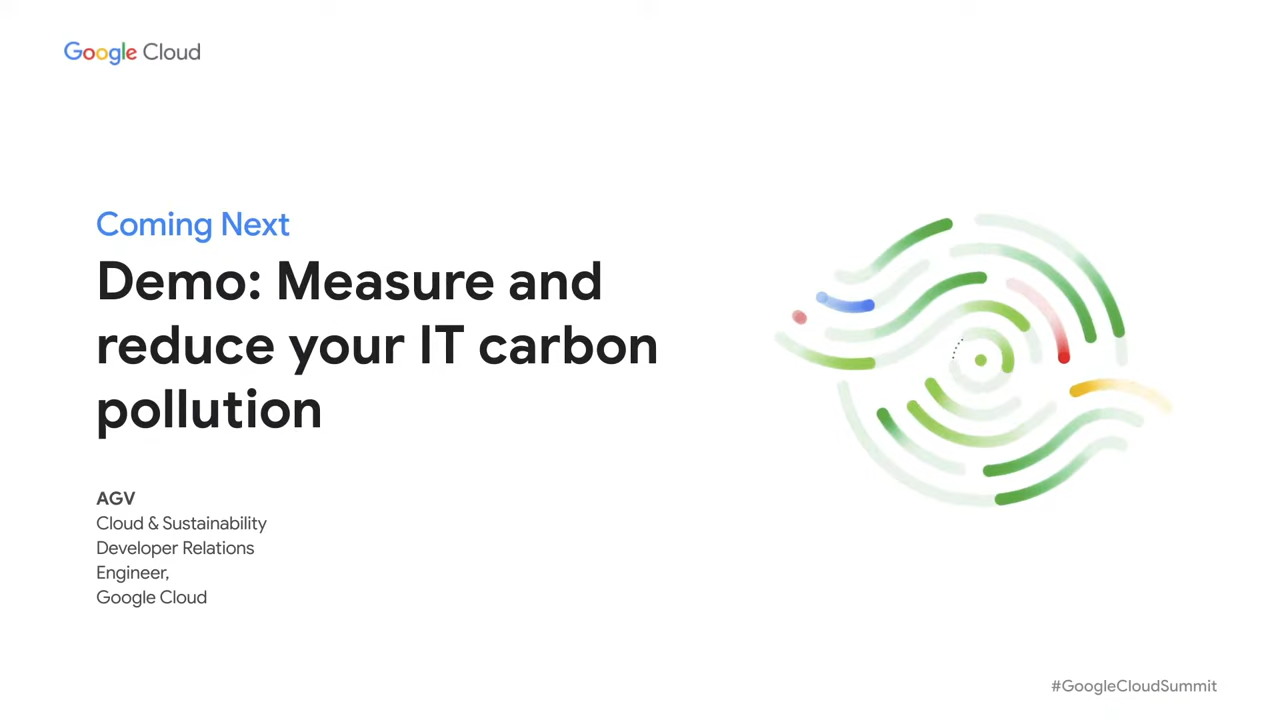 Google Cloud
Coming Next
Demo: Measure and
reduce your IT carbon
pollution
AGV
Cloud & Sustainability
Developer Relations
Engineer,
Google Cloud
#GoogleCloudSummit